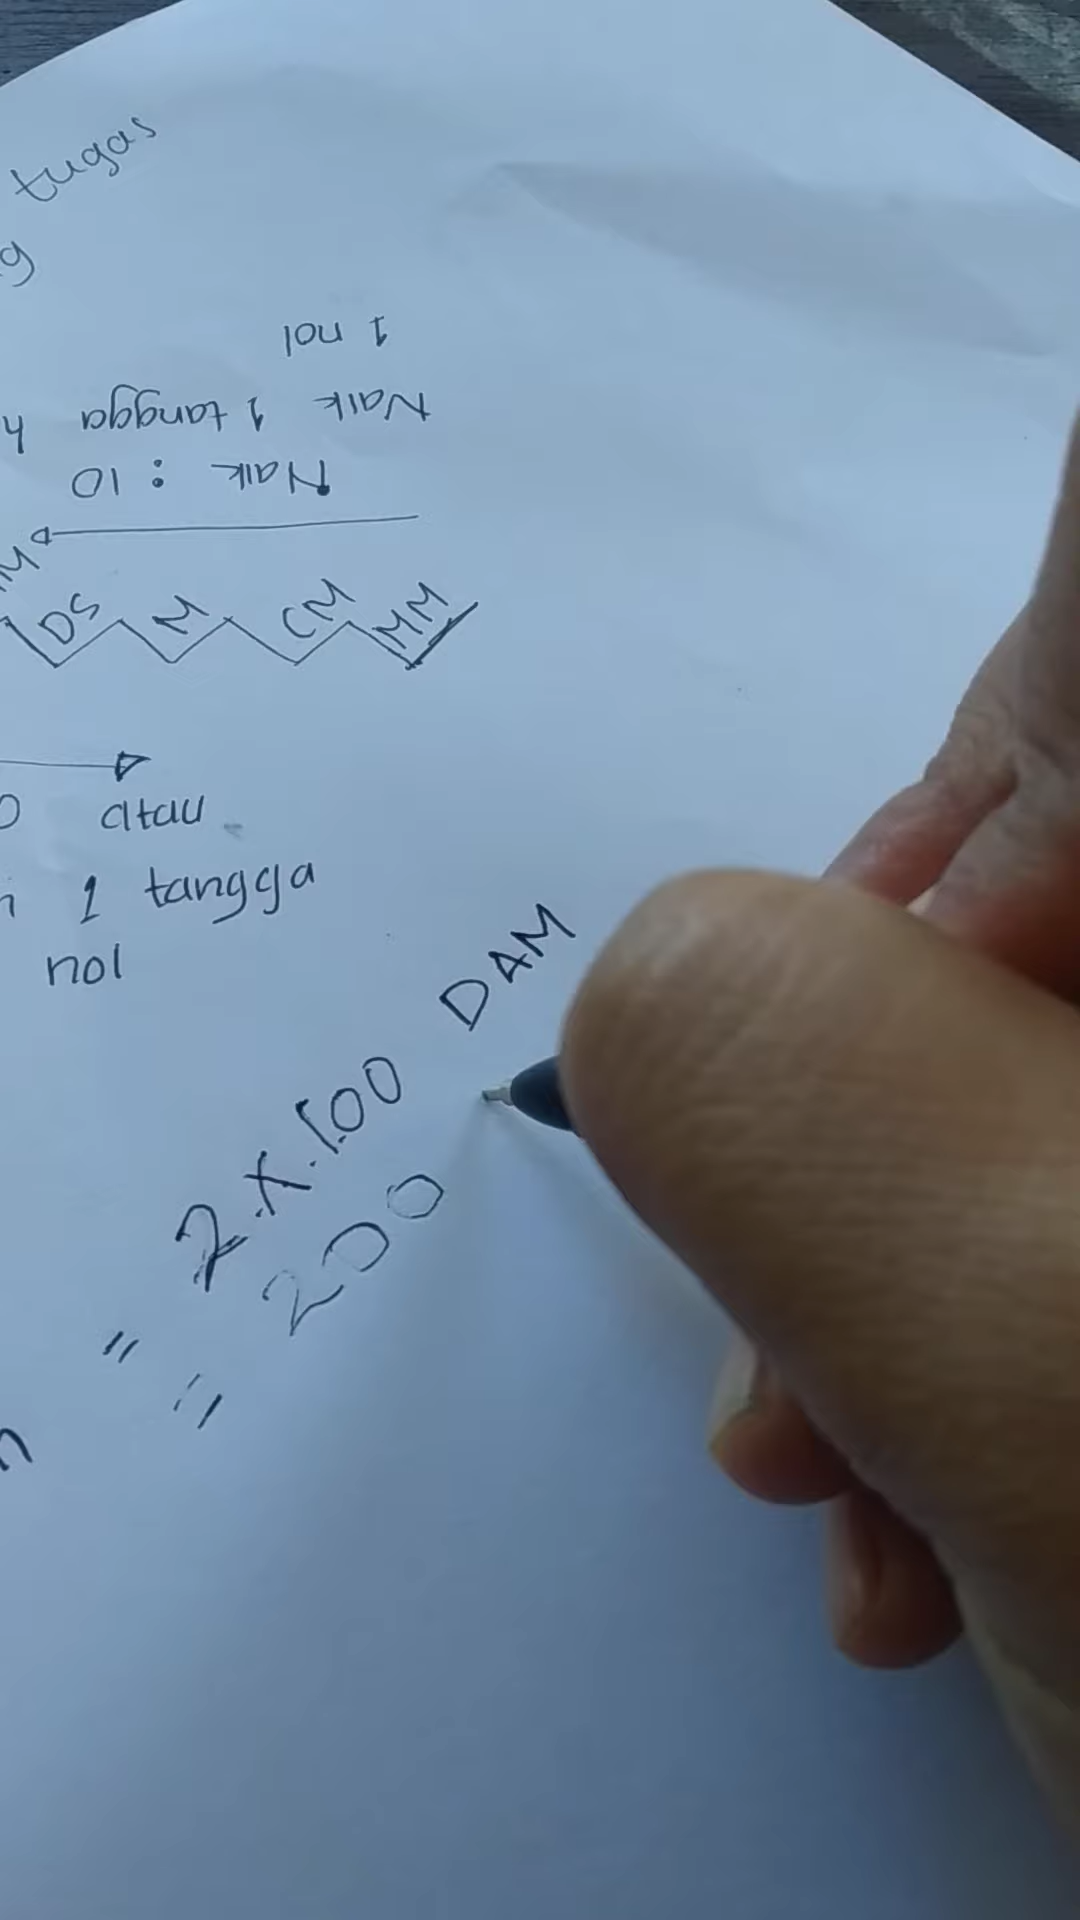 tugas
g
1 nol
Naik 1 tangga h
Naik : 10
M DS M CM MM
0 atau
1 tangga
nol
= 2 x 100 DAM
= 200